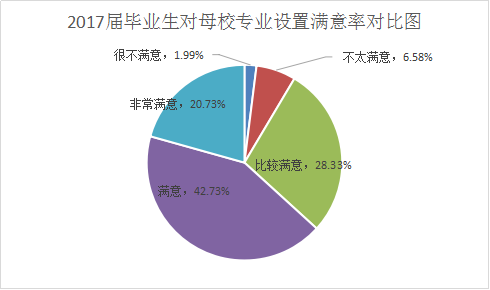 2017届毕业生对母校专业设置满意率对比图
很不满意，1.99%
不太满意，6.58%
非常满意，20.73%
比较满意，28.33%
满意，42.73%